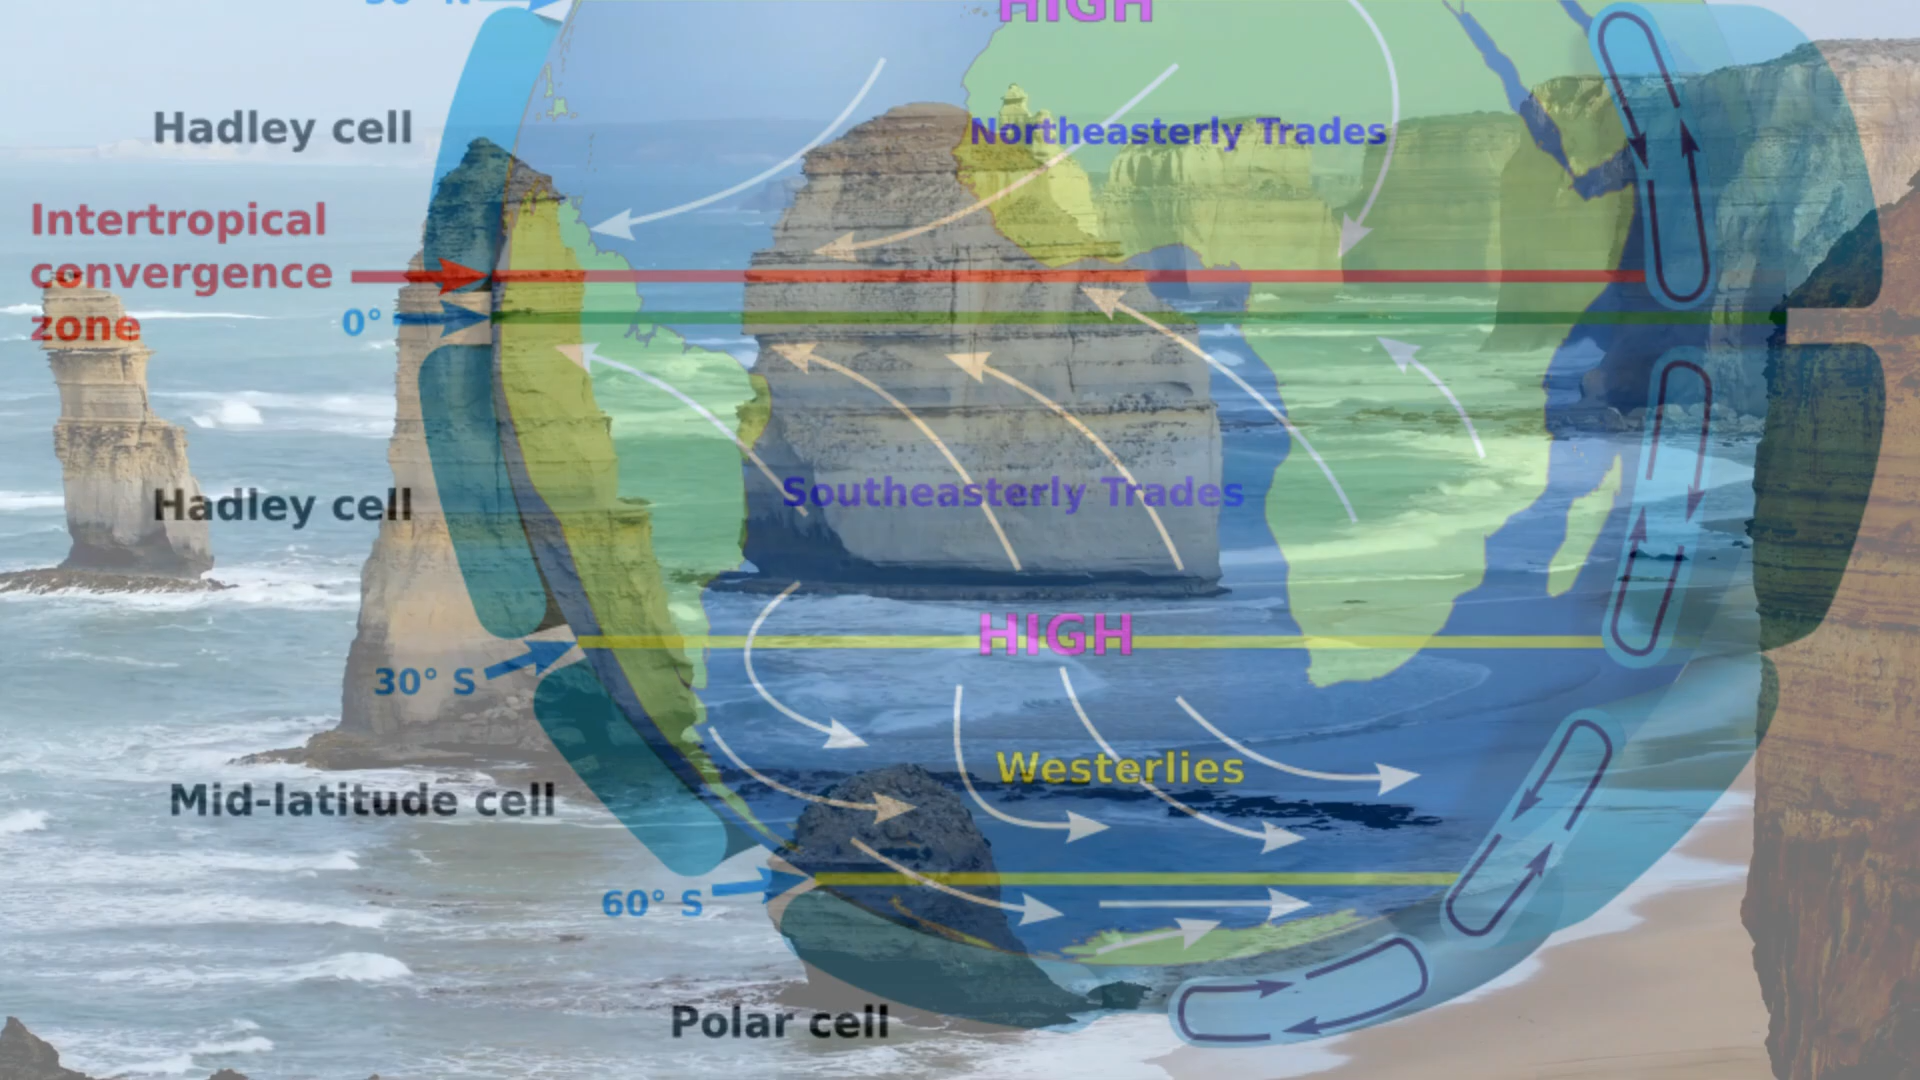 HIGH
Hadley cell
Northeasterly Trades
Intertropical
convergence
zone
0°
Hadley cell
Southeasterly Trades
HIGH
30° S
Westerlies
Mid-latitude cell
60° S
Polar cell